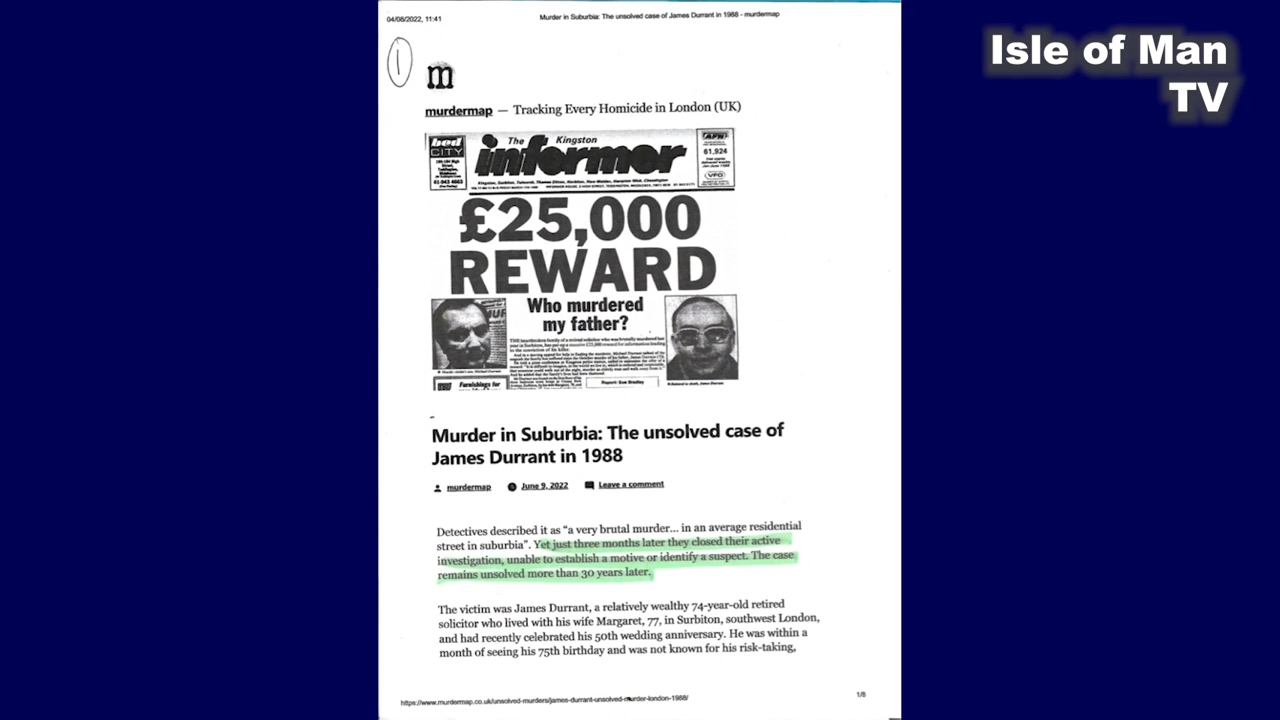 Isle of Man
TV
04/08/2022, 11:41
Murder in Suburbia: The unsolved case of James Durrant in 1988 - murdermap
1
m
murdermap — Tracking Every Homicide in London (UK)
bed
CITY
The Kingston
informer
61,924
VFD
£25,000
REWARD
Who murdered
my father?
Furnishings for
Report: Sue Bradley
Murder in Suburbia: The unsolved case of
James Durrant in 1988
murdermap June 9, 2022 Leave a comment
Detectives described it as “a very brutal murder... in an average residential
street in suburbia”. Yet just three months later they closed their active
investigation, unable to establish a motive or identify a suspect. The case
remains unsolved more than 30 years later.
The victim was James Durrant, a relatively wealthy 74-year-old retired
solicitor who lived with his wife Margaret, 77, in Surbiton, southwest London,
and had recently celebrated his 50th wedding anniversary. He was within a
month of seeing his 75th birthday and was not known for his risk-taking,
https://www.murdermap.co.uk/unsolved-murders/james-durrant-unsolved-murder-london-1988/
1/8